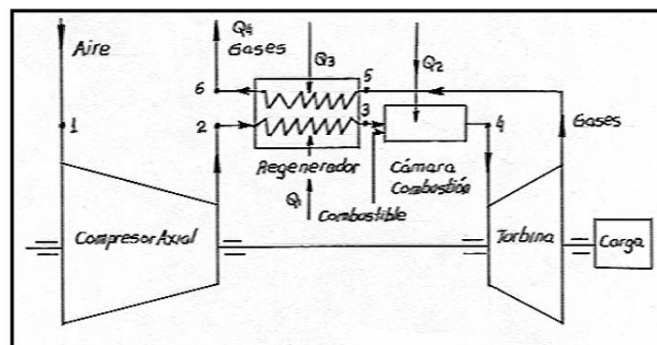 Q4
Aire
Gases
Q3
Q2
6
5
1
2
3
4
Gases
Regenerador
Cámara
Combustión
Q1
Combustible
Compresor Axial
Turbina
Carga